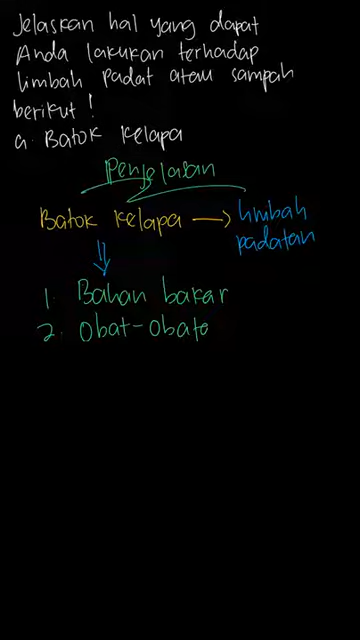 Jelaskan hal yang dapat
Anda lakukan terhadap
limbah padat atau sampah
berikut !
a. Batok Kelapa
Penjelasan
Batok Kelapa → limbah
padatan
1. Bahan bakar
2. Obat-obate